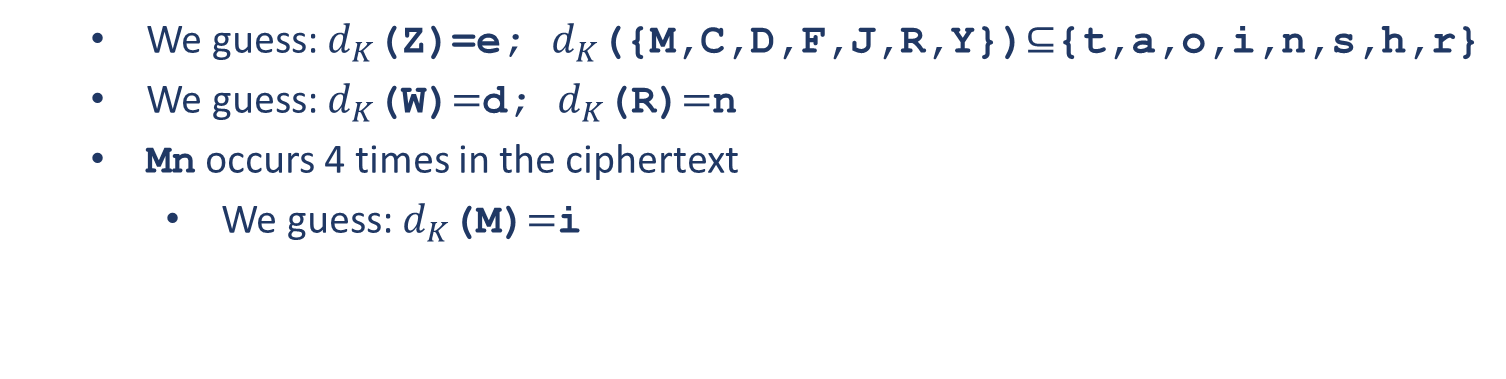 • We guess: d_K(Z)=e; d_K({M,C,D,F,J,R,Y})⊆{t,a,o,i,n,s,h,r}
• We guess: d_K(W)=d; d_K(R)=n
• Mn occurs 4 times in the ciphertext
• We guess: d_K(M)=i